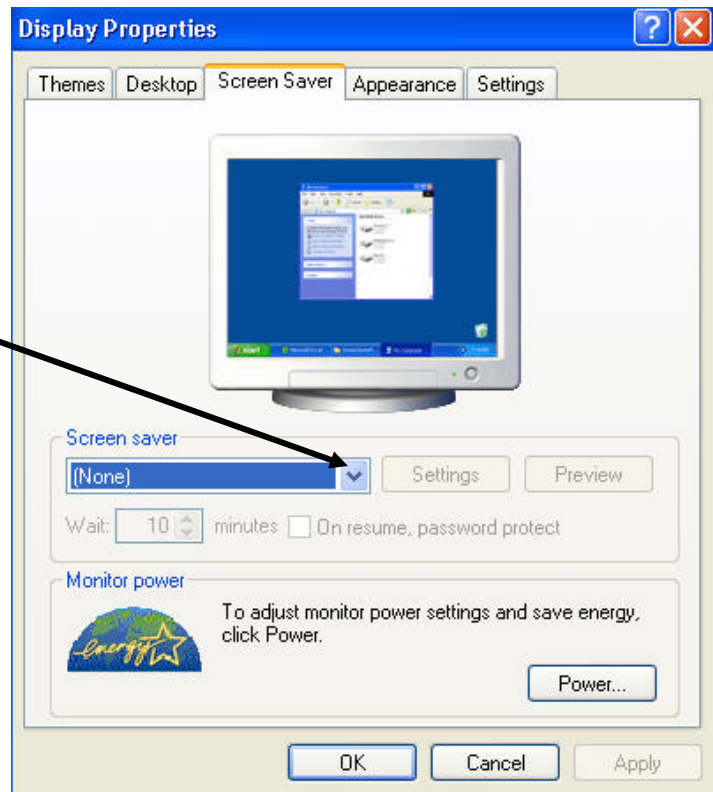 Display Properties
Themes Desktop Screen Saver Appearance Settings
start
Screen saver
(None) Settings Preview
Wait: 10 minutes On resume, password protect
Monitor power
energy
To adjust monitor power settings and save energy,
click Power.
Power...
OK Cancel Apply